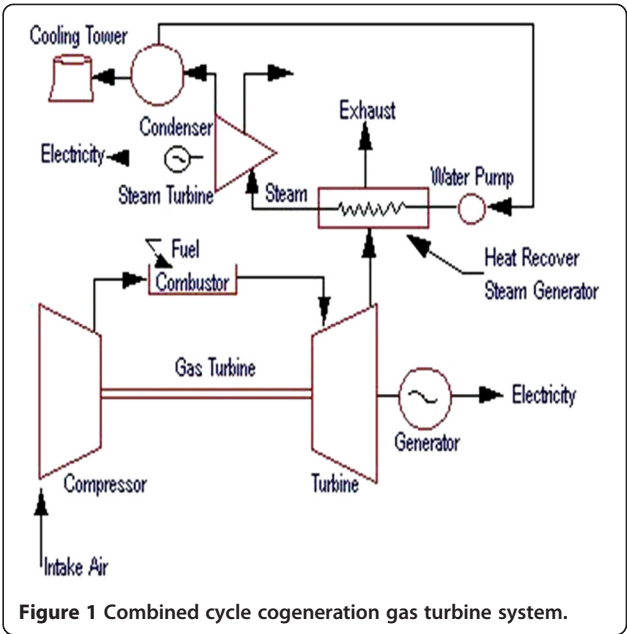 Cooling Tower
Condenser
Exhaust
Electricity
Steam Turbine
Steam
Water Pump
Heat Recover
Steam Generator
Fuel
Combustor
Gas Turbine
Electricity
Generator
Compressor
Turbine
Intake Air
Figure 1 Combined cycle cogeneration gas turbine system.